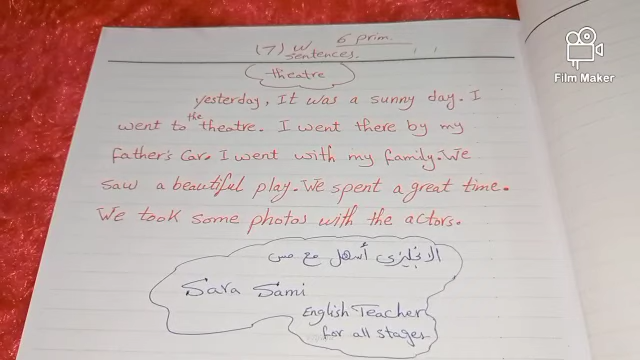 6 prim.
(7) w
sentences.
theatre
yesterday, It was a sunny day. I
went to the theatre. I went there by my
Father's Car. I went with my family. We
saw a beautiful play. We spent a great time.
We took some photos with the actors.
الانجليزى أسهل مع مس
Sara Sami
English Teacher
for all stages
Film Maker